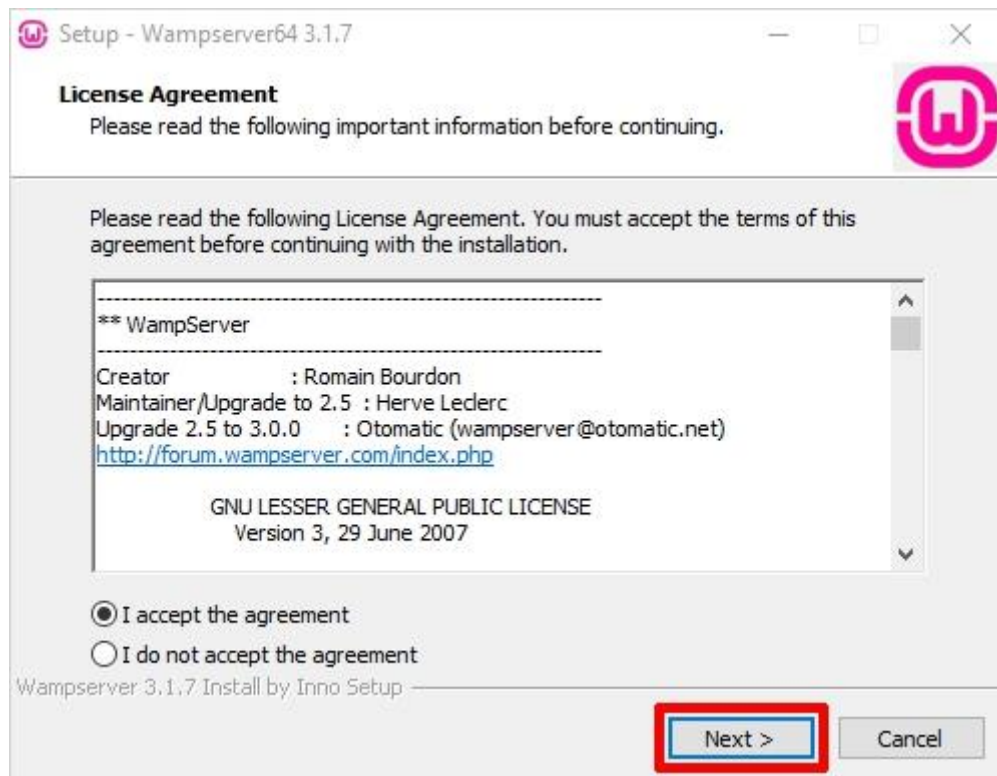 Setup - Wampserver64 3.1.7
License Agreement
Please read the following important information before continuing.
Please read the following License Agreement. You must accept the terms of this
agreement before continuing with the installation.
------------------------------------------------------------
** WampServer
------------------------------------------------------------
Creator : Romain Bourdon
Maintainer/Upgrade to 2.5 : Herve Leclerc
Upgrade 2.5 to 3.0.0 : Otomatic (wampserver@otomatic.net)
http://forum.wampserver.com/index.php
GNU LESSER GENERAL PUBLIC LICENSE
Version 3, 29 June 2007
I accept the agreement
I do not accept the agreement
Wampserver 3.1.7 Install by Inno Setup
Next > Cancel